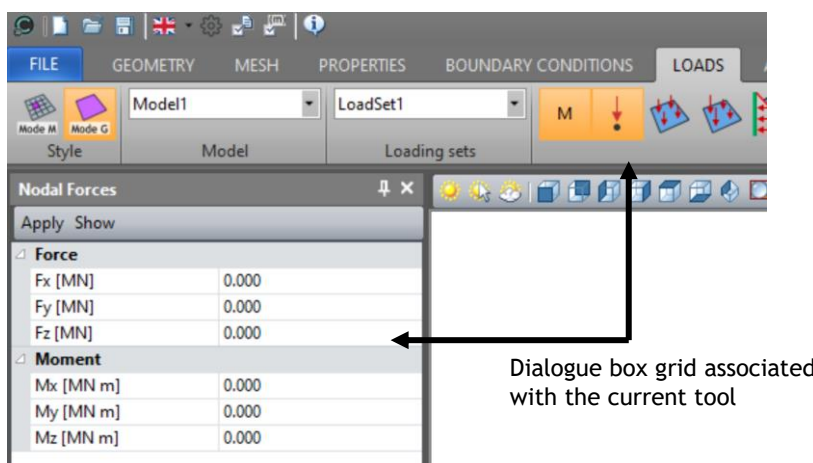 FILE GEOMETRY MESH PROPERTIES BOUNDARY CONDITIONS LOADS
Mode M Mode G Model1 LoadSet1 M
Style Model Loading sets
Nodal Forces
Apply Show
Force
Fx [MN] 0.000
Fy [MN] 0.000
Fz [MN] 0.000
Moment
Mx [MN m] 0.000
My [MN m] 0.000
Mz [MN m] 0.000
Dialogue box grid associated
with the current tool